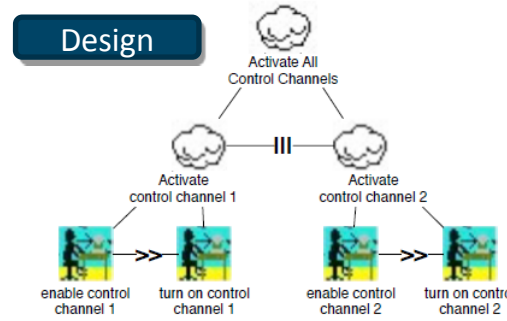 Design
Activate All
Control Channels
III
Activate
control channel 1
Activate
control channel 2
>>
>>
enable control
channel 1
turn on control
channel 1
enable control
channel 2
turn on contro
channel 2